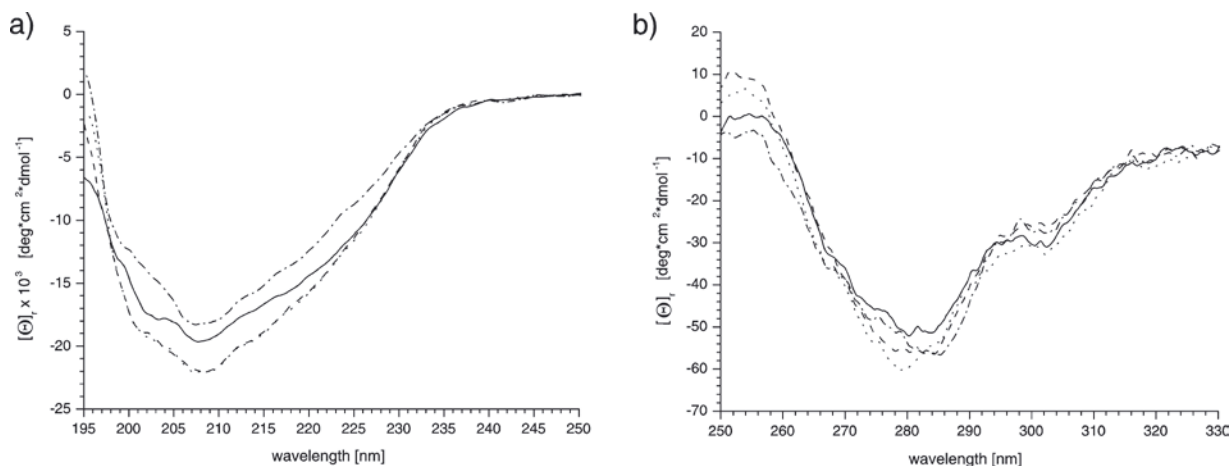 a)
[Θ]r x 10³ [deg*cm ²*dmol⁻¹]
5
0
-5
-10
-15
-20
-25
195 200 205 210 215 220 225 230 235 240 245 250
wavelength [nm]
b)
[Θ]r [deg*cm ²*dmol⁻¹]
20
10
0
-10
-20
-30
-40
-50
-60
-70
250 260 270 280 290 300 310 320 330
wavelength [nm]